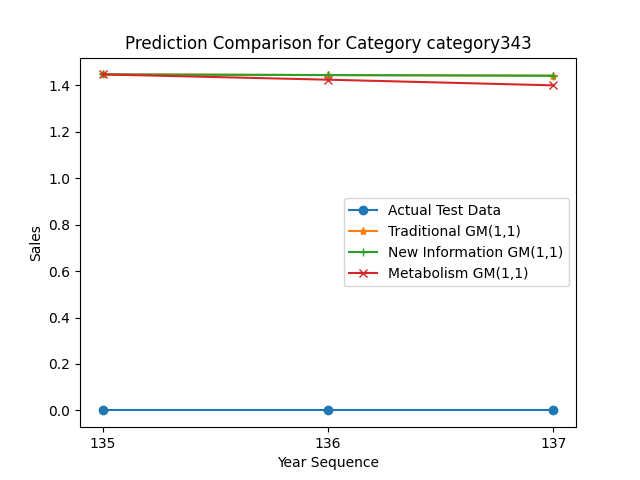 Prediction Comparison for Category category343
1.4
1.2
1.0
0.8
0.6
0.4
0.2
0.0
Sales
Actual Test Data
Traditional GM(1,1)
New Information GM(1,1)
Metabolism GM(1,1)
135
136
137
Year Sequence